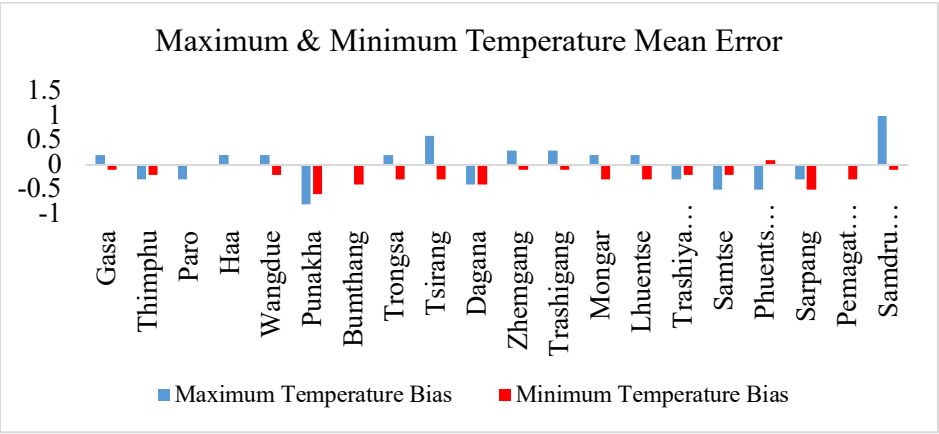 Maximum & Minimum Temperature Mean Error
1.5
1
0.5
0
-0.5
-1
Gasa
Thimphu
Paro
Haa
Wangdue
Punakha
Bumthang
Trongsa
Tsirang
Dagana
Zhemgang
Trashigang
Mongar
Lhuentse
Trashiya…
Samtse
Phuents…
Sarpang
Pemagat…
Samdru…
Maximum Temperature Bias
Minimum Temperature Bias